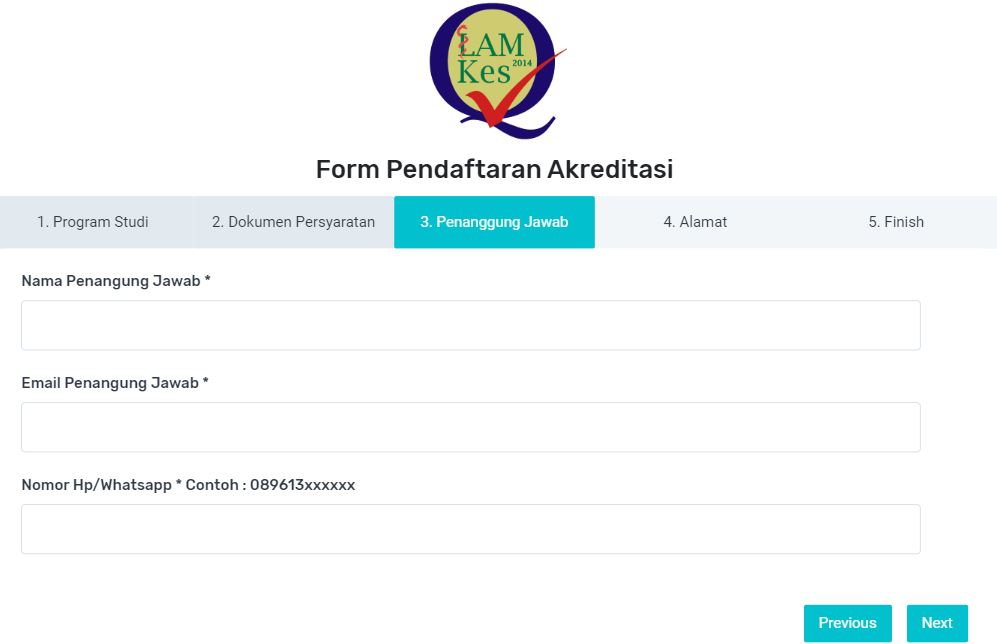 LAM
Kes 2014
Form Pendaftaran Akreditasi
1. Program Studi 2. Dokumen Persyaratan 3. Penanggung Jawab 4. Alamat 5. Finish
Nama Penangung Jawab *
Email Penangung Jawab *
Nomor Hp/Whatsapp * Contoh : 089613xxxxxx
Previous Next